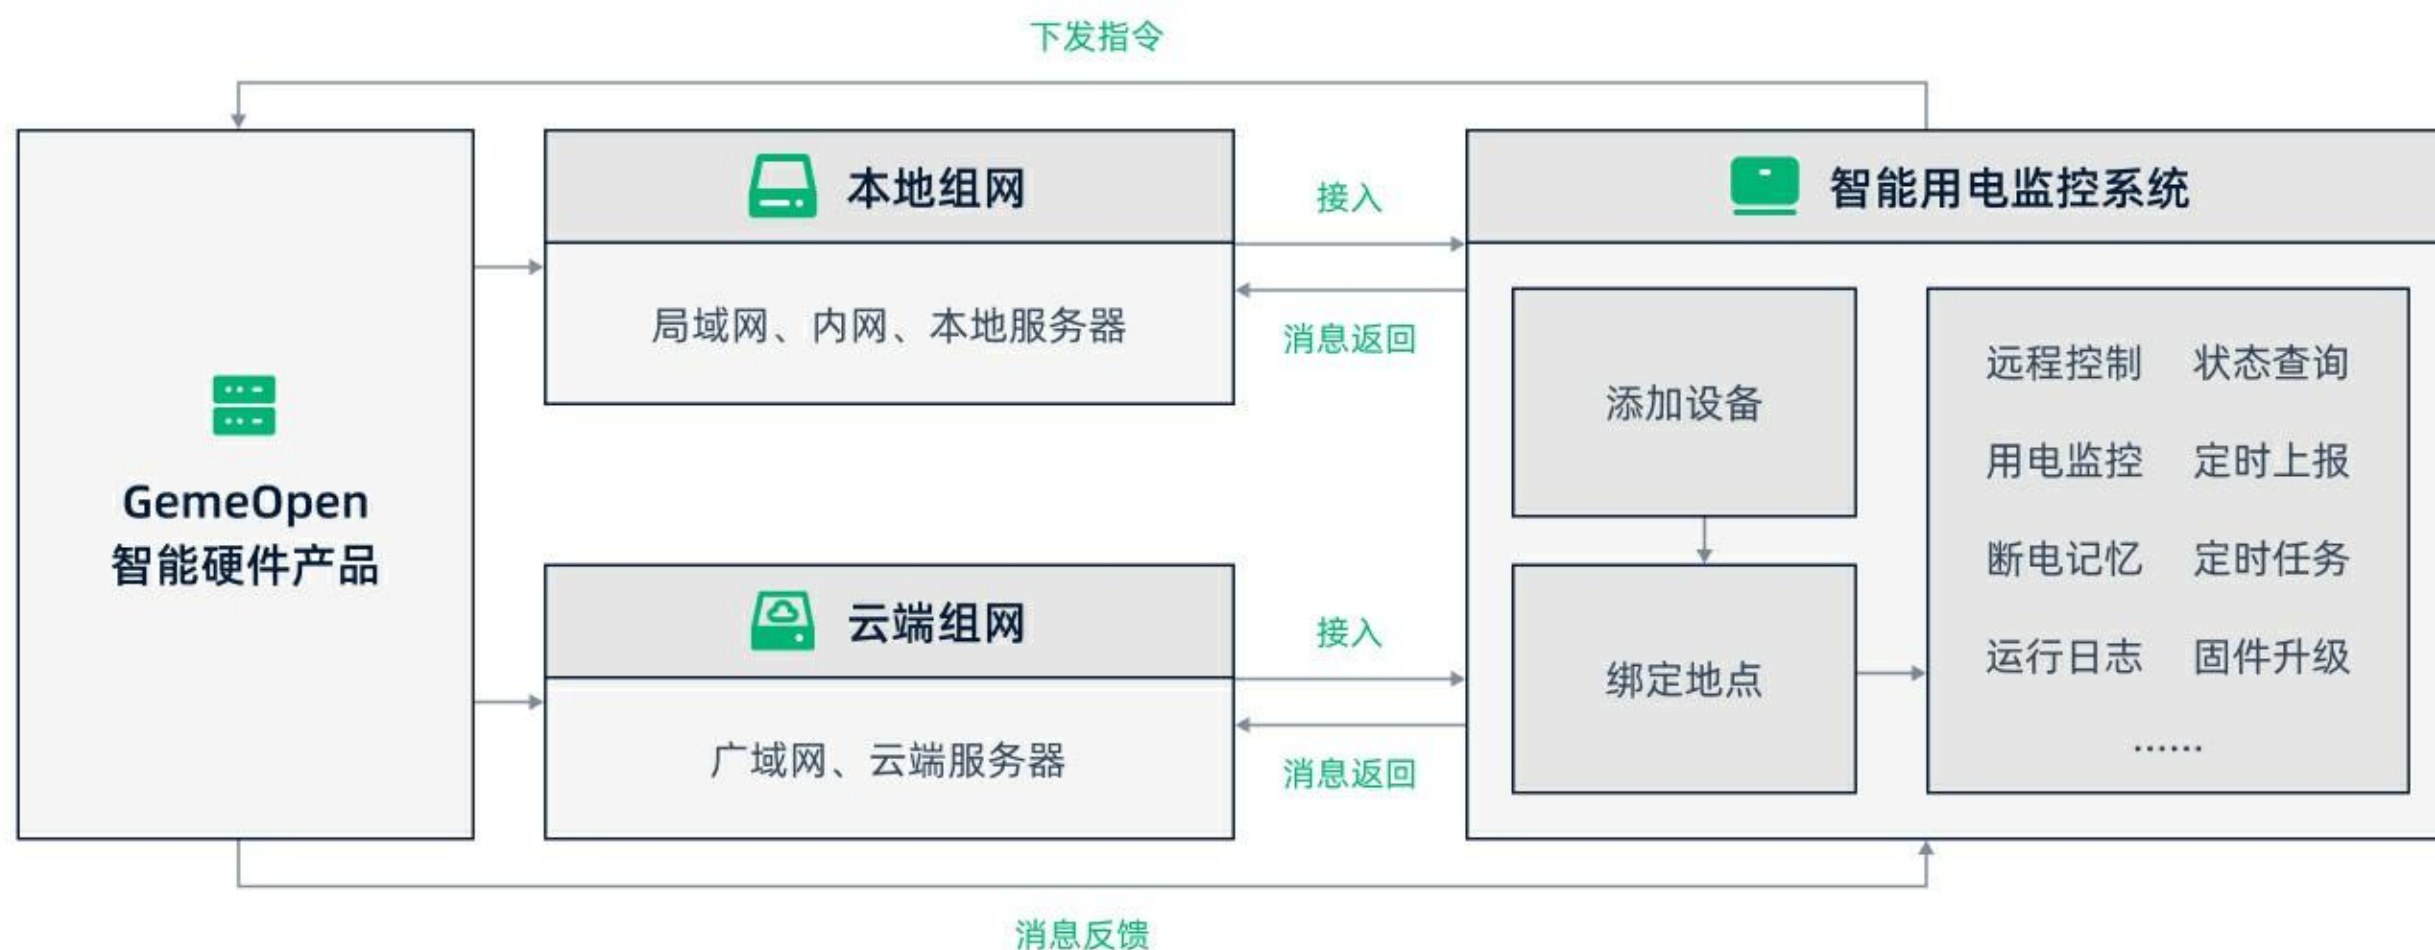 下发指令
GemeOpen
智能硬件产品
本地组网
局域网、内网、本地服务器
云端组网
广域网、云端服务器
接入
消息返回
接入
消息返回
智能用电监控系统
添加设备
绑定地点
远程控制 状态查询
用电监控 定时上报
断电记忆 定时任务
运行日志 固件升级
......
消息反馈